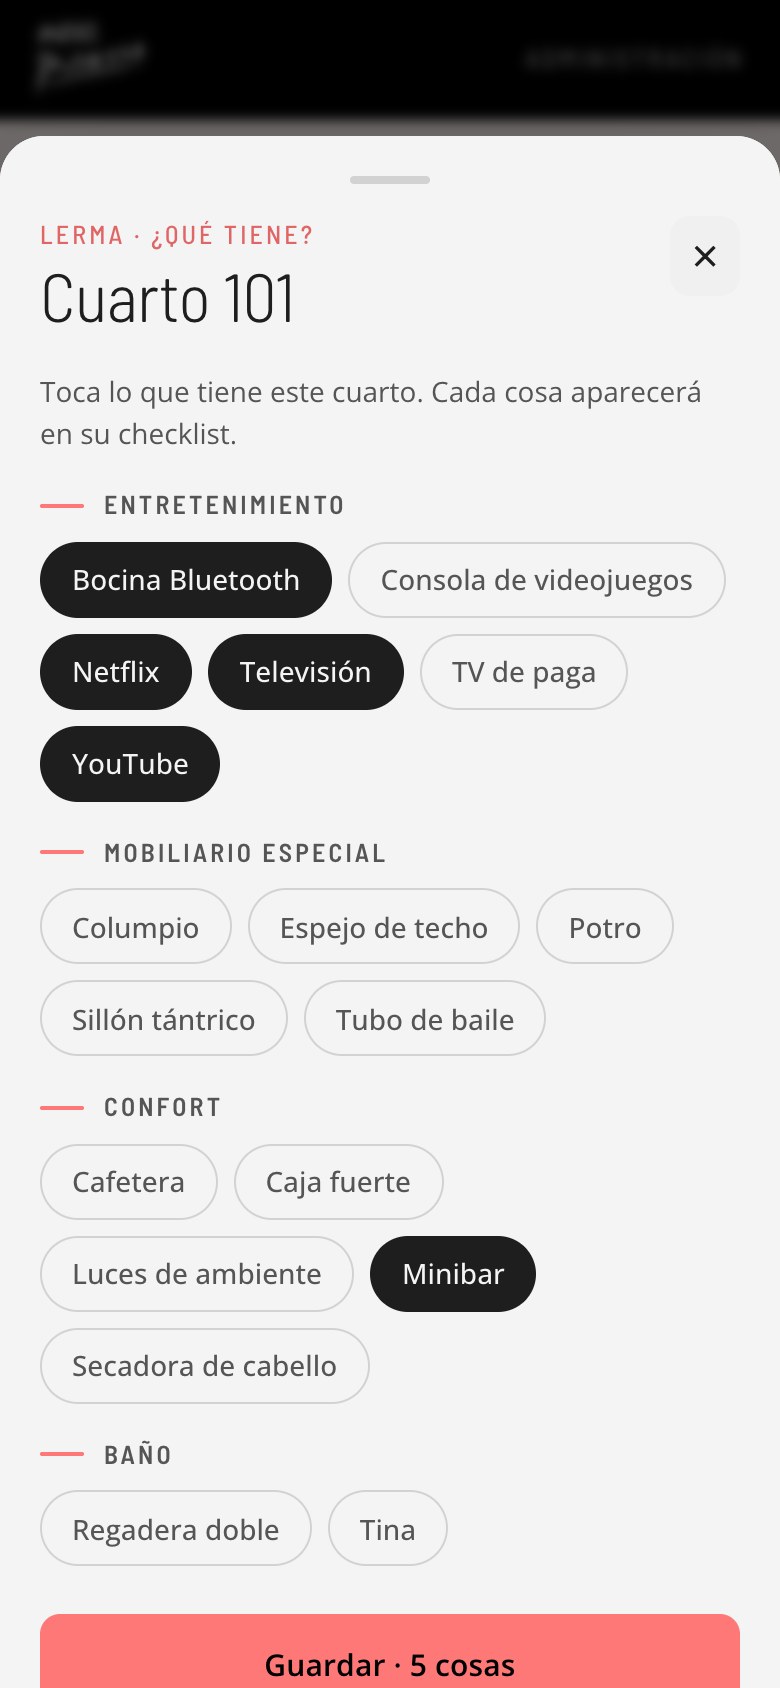 ADMINISTRACIÓN
LERMA · ¿QUÉ TIENE?
Cuarto 101
Toca lo que tiene este cuarto. Cada cosa aparecerá
en su checklist.
ENTRETENIMIENTO
Bocina Bluetooth
Consola de videojuegos
Netflix
Televisión
TV de paga
YouTube
MOBILIARIO ESPECIAL
Columpio
Espejo de techo
Potro
Sillón tántrico
Tubo de baile
CONFORT
Cafetera
Caja fuerte
Luces de ambiente
Minibar
Secadora de cabello
BAÑO
Regadera doble
Tina
Guardar · 5 cosas